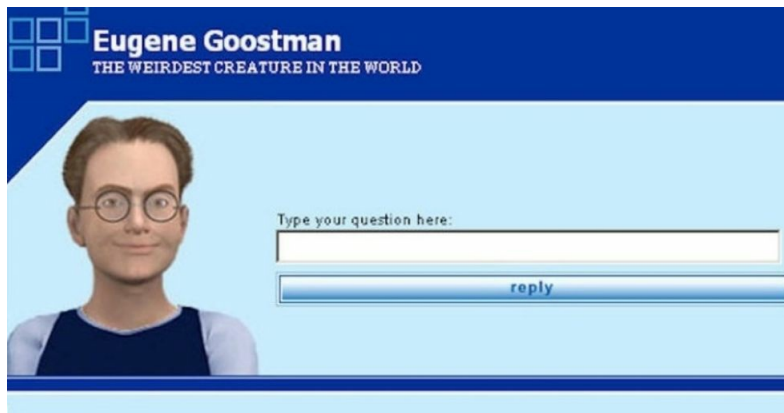 Eugene Goostman
THE WEIRDEST CREATURE IN THE WORLD
Type your question here:
reply